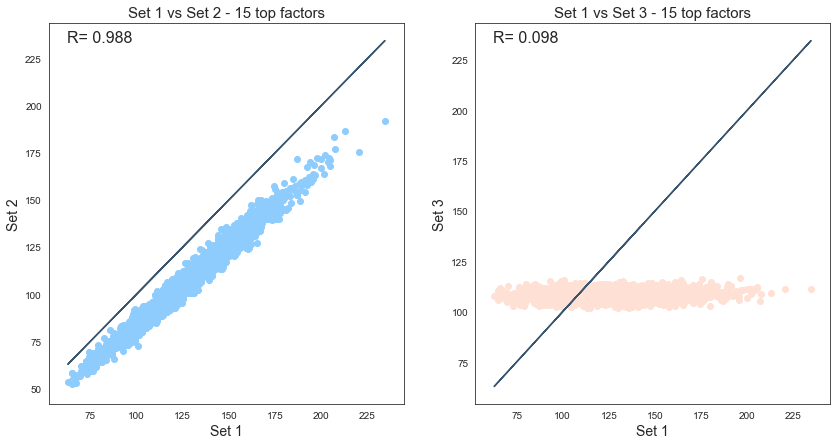 Set 1 vs Set 2 - 15 top factors
R= 0.988
225
200
175
150
125
100
75
50
Set 2
75 100 125 150 175 200 225
Set 1
Set 1 vs Set 3 - 15 top factors
R= 0.098
225
200
175
150
125
100
75
Set 3
75 100 125 150 175 200 225
Set 1